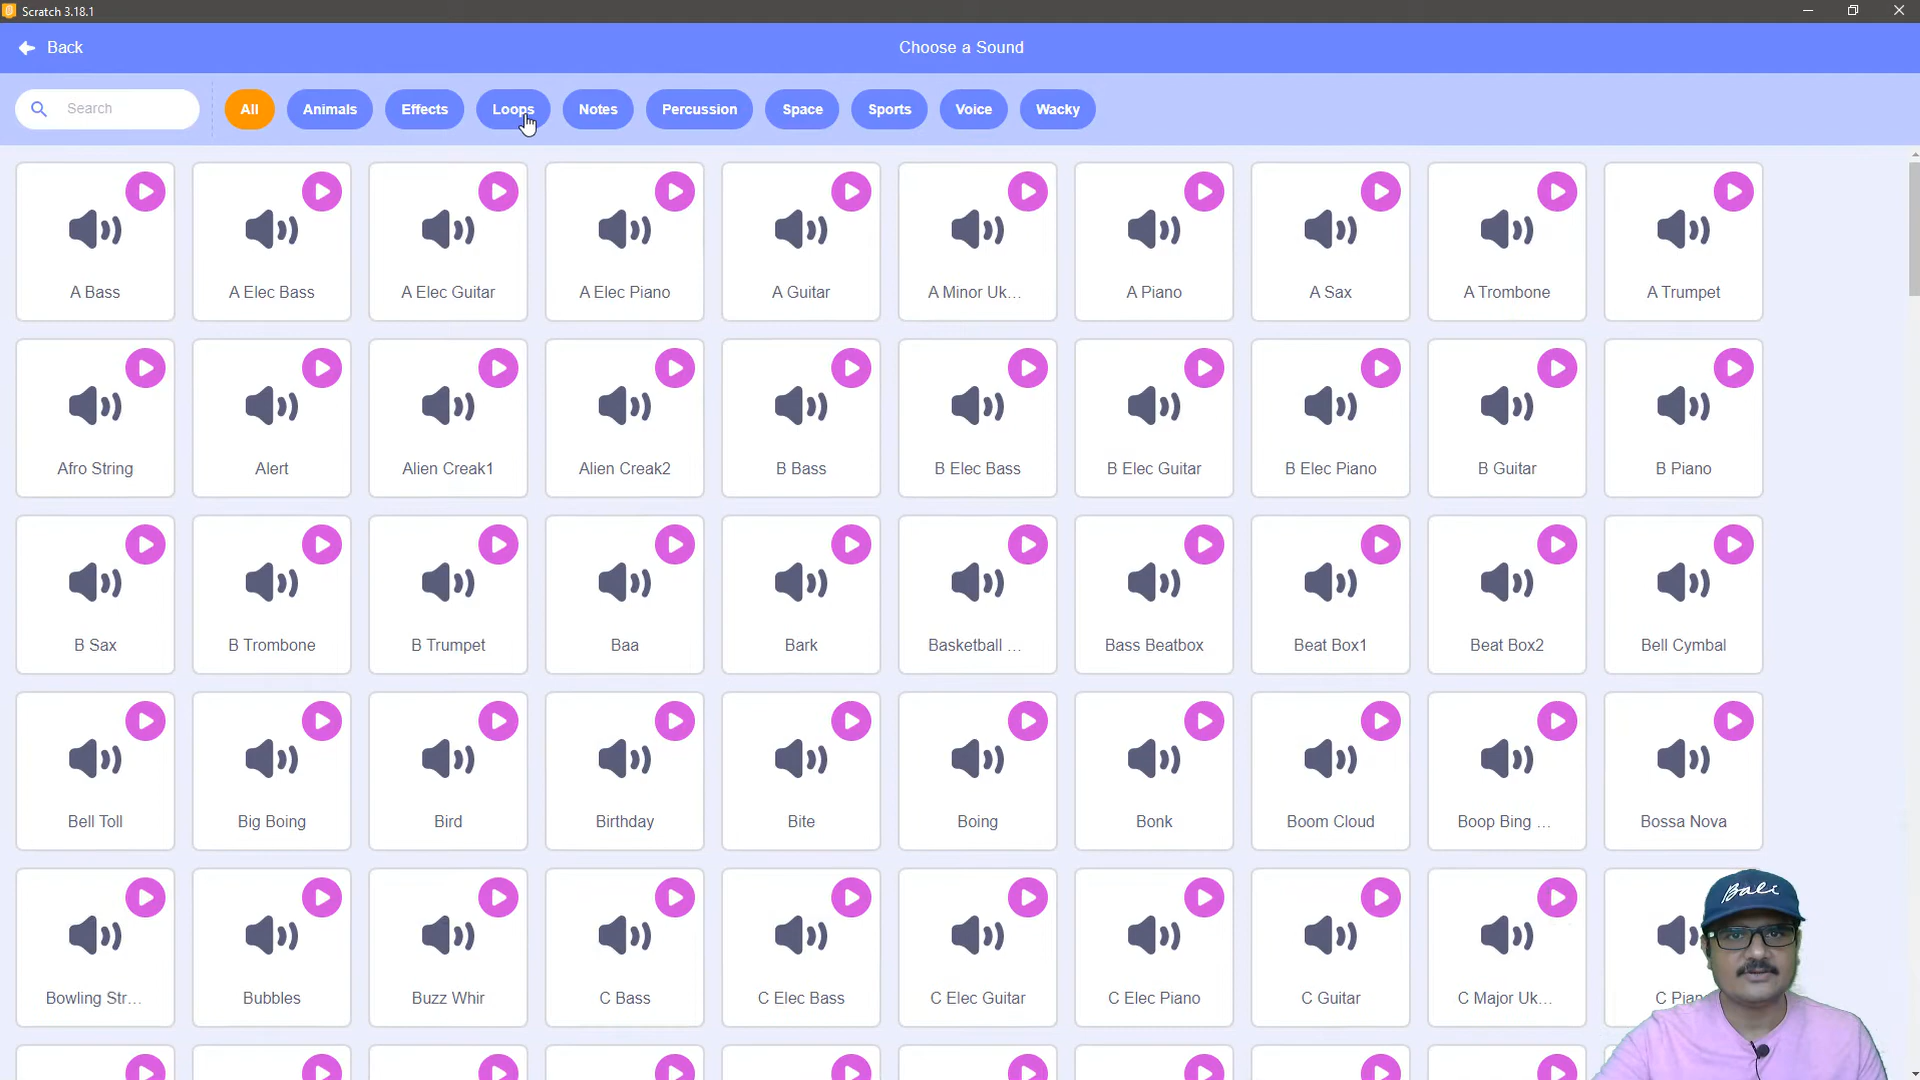 Scratch 3.18.1
Back
Choose a Sound
Search
All
Animals
Effects
Loops
Notes
Percussion
Space
Sports
Voice
Wacky
A Bass
A Elec Bass
A Elec Guitar
A Elec Piano
A Guitar
A Minor Uk...
A Piano
A Sax
A Trombone
A Trumpet
Afro String
Alert
Alien Creak1
Alien Creak2
B Bass
B Elec Bass
B Elec Guitar
B Elec Piano
B Guitar
B Piano
B Sax
B Trombone
B Trumpet
Baa
Bark
Basketball ...
Bass Beatbox
Beat Box1
Beat Box2
Bell Cymbal
Bell Toll
Big Boing
Bird
Birthday
Bite
Boing
Bonk
Boom Cloud
Boop Bing ...
Bossa Nova
Bowling Str...
Bubbles
Buzz Whir
C Bass
C Elec Bass
C Elec Guitar
C Elec Piano
C Guitar
C Major Uk...
C Pian
Bali